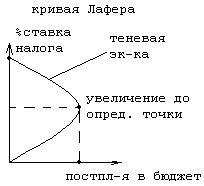 кривая Лафера
%ставка
налога
теневая
эк-ка
увеличение до
опред. точки
постпл-я в бюджет